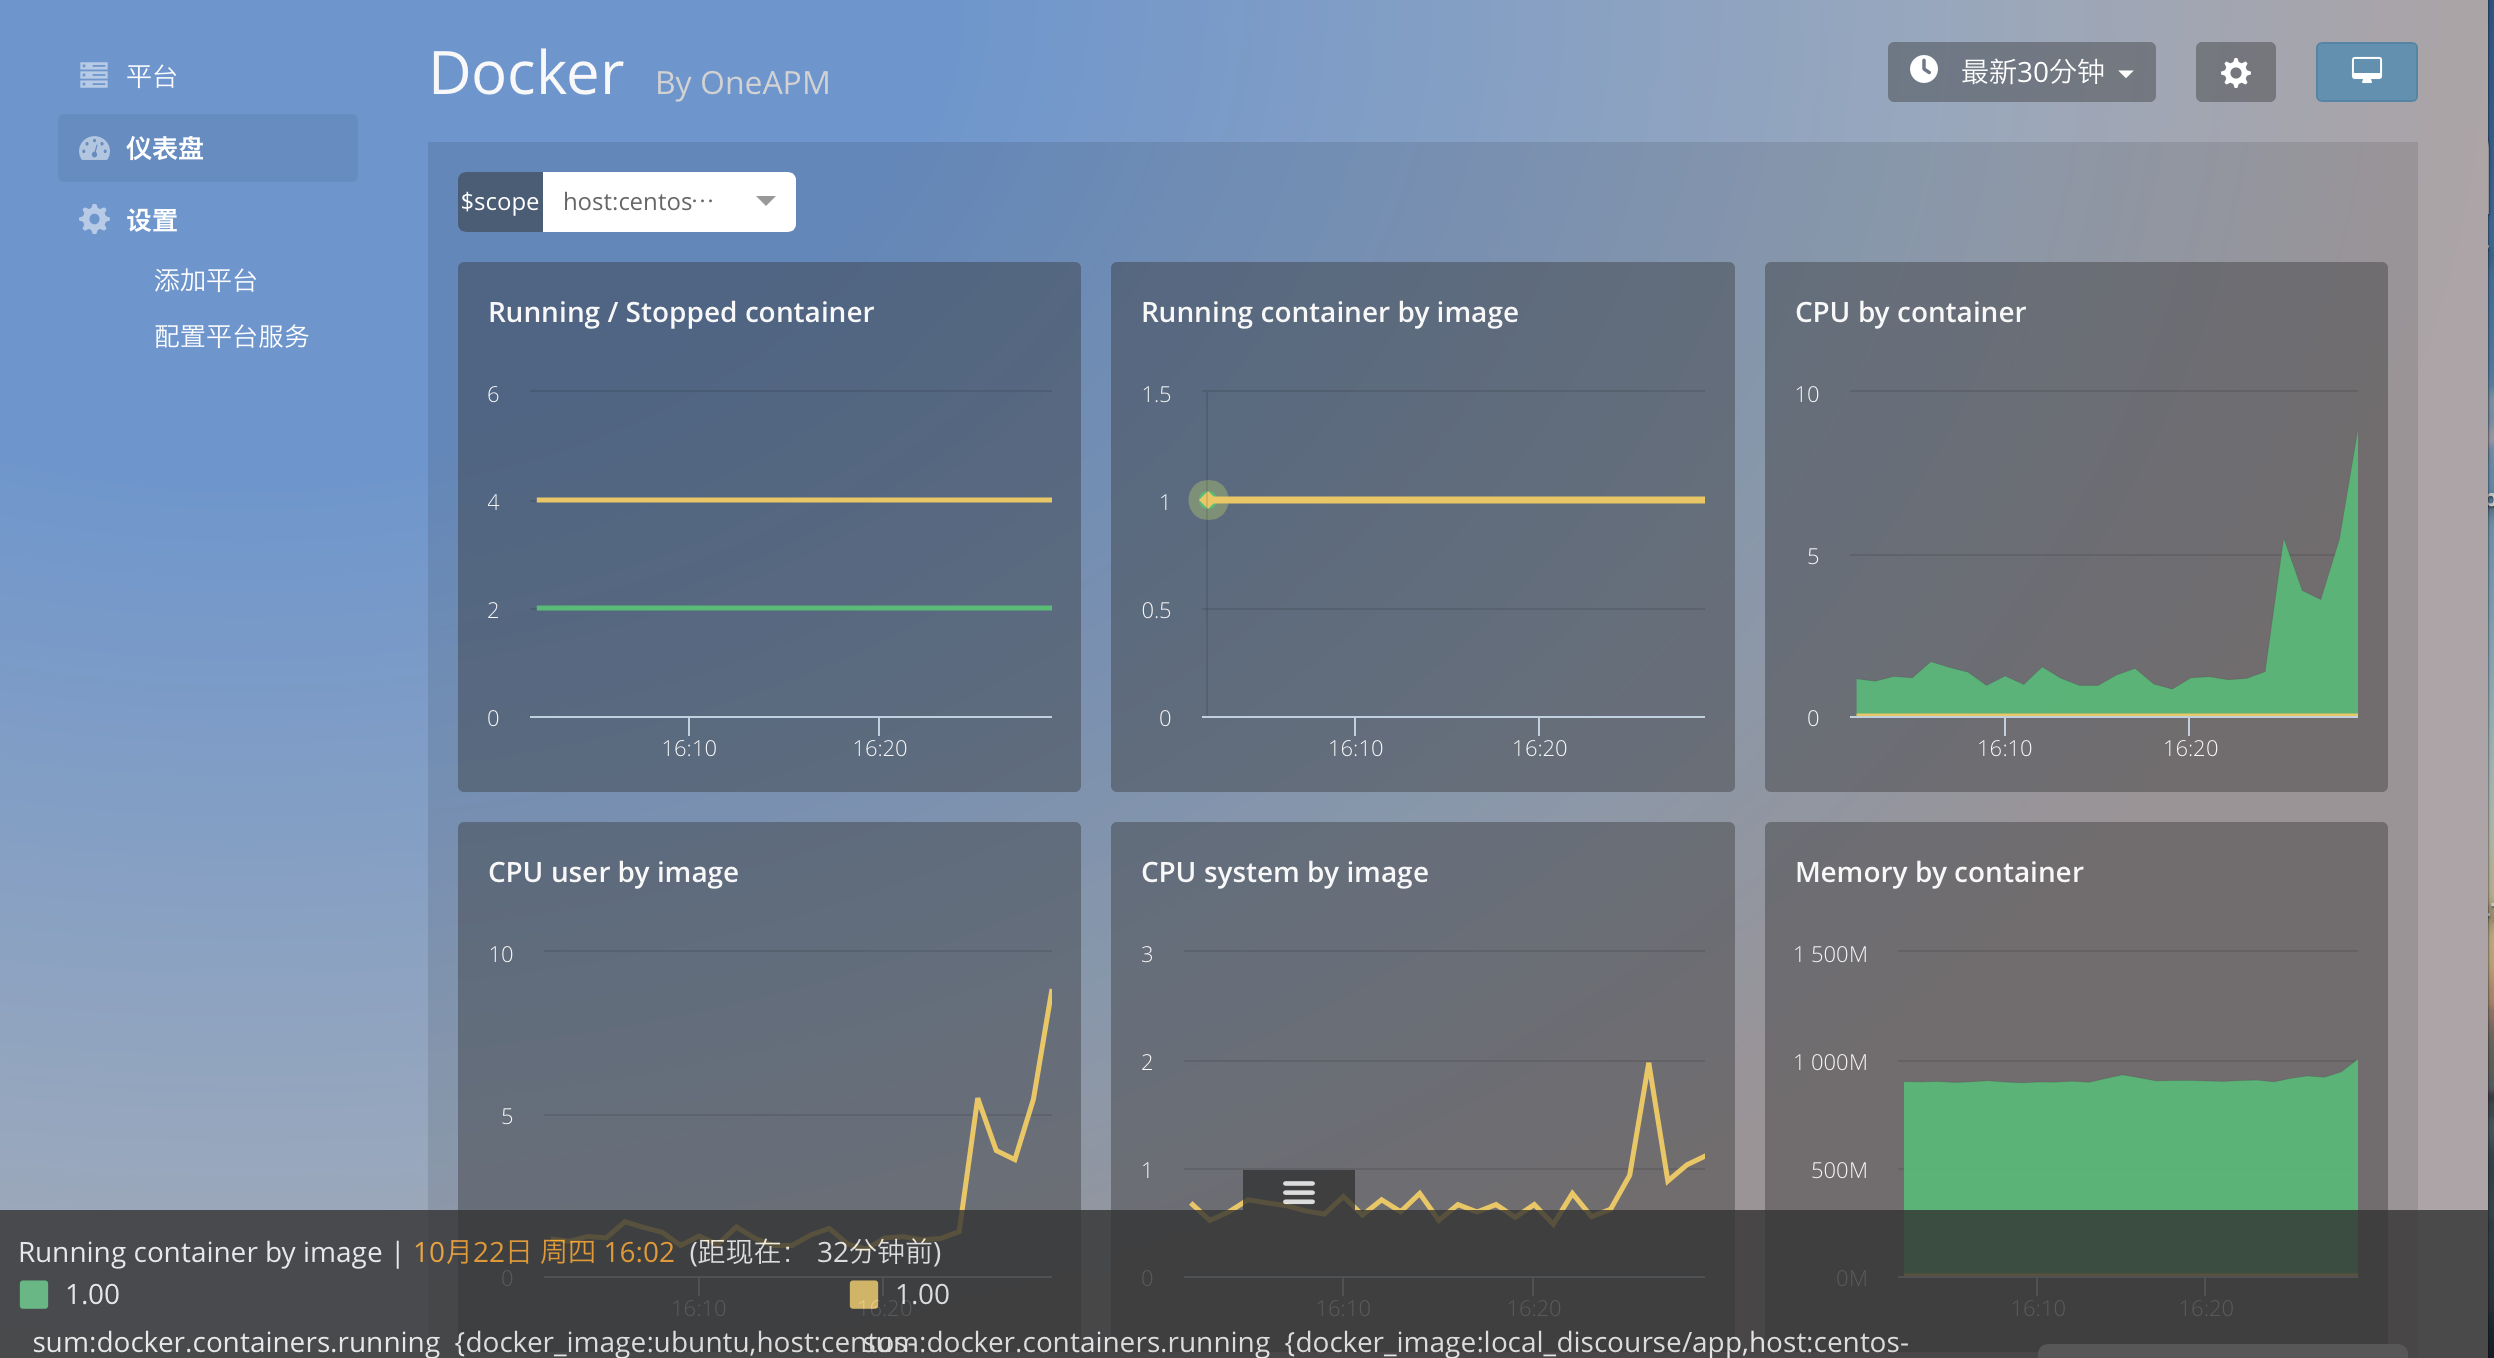 平台
仪表盘
设置
添加平台
配置平台服务
Docker By OneAPM
最新30分钟
$scope host:centos···
Running / Stopped container
6
4
2
0
16:10 16:20
Running container by image
1.5
1
0.5
0
16:10 16:20
CPU by container
10
5
0
16:10 16:20
CPU user by image
10
5
0
16:10 16:20
CPU system by image
3
2
1
0
16:10 16:20
Memory by container
1 500M
1 000M
500M
0M
16:10 16:20
Running container by image | 10月22日 周四 16:02 (距现在： 32分钟前)
1.00 1.00
sum:docker.containers.running {docker_image:ubuntu,host:centos-
sum:docker.containers.running {docker_image:local_discourse/app,host:centos-